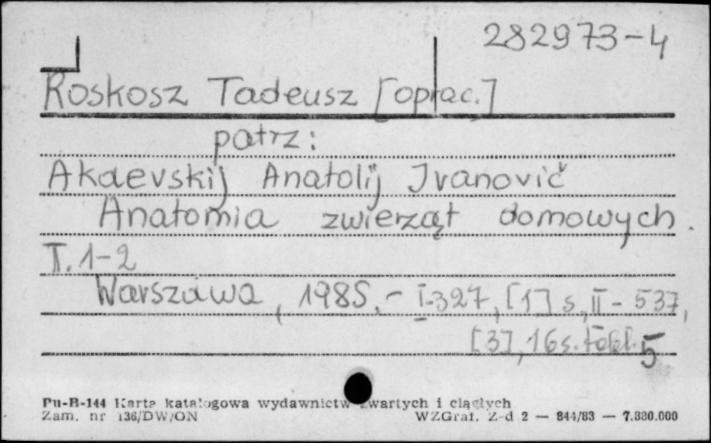 282973-4
Roskosz Tadeusz [oprac.]
patrz:
Akaevskij Anatolij Ivanovič
Anatomia zwierząt domowych.
T. 1-2
Warszawa, 1985.- I-327, [1] s., II - 537,
[3], 16 s. tabl. 5
Pu-B-144 Karta katalogowa wydawnictw zwartych i ciągłych
Zam. nr 136/DW/ON WZGraf. Z-d 2 — 844/83 — 7.380.000